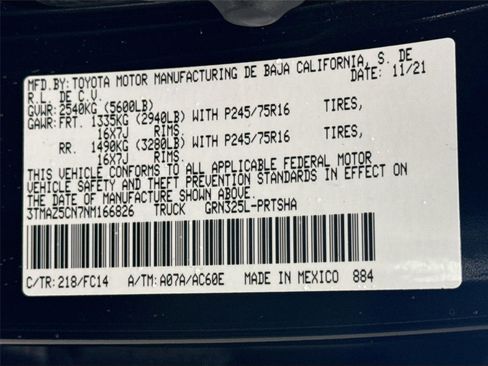 MFD.BY: TOYOTA MOTOR MANUFACTURING DE BAJA CALIFORNIA, S. DE
R.L. DE C.V. DATE: 11/21
GVWR: 2540KG (5600LB)
GAWR: FRT. 1335KG (2940LB) WITH P245/75R16 TIRES,
16X7J RIMS.
RR. 1490KG (3280LB) WITH P245/75R16 TIRES,
16X7J RIMS.
THIS VEHICLE CONFORMS TO ALL APPLICABLE FEDERAL MOTOR
VEHICLE SAFETY AND THEFT PREVENTION STANDARDS IN EFFECT ON
THE DATE OF MANUFACTURE SHOWN ABOVE.
3TMAZ5CN7NM166826 TRUCK GRN325L-PRTSHA
C/TR: 218/FC14 A/TM: A07A/AC60E MADE IN MEXICO 884